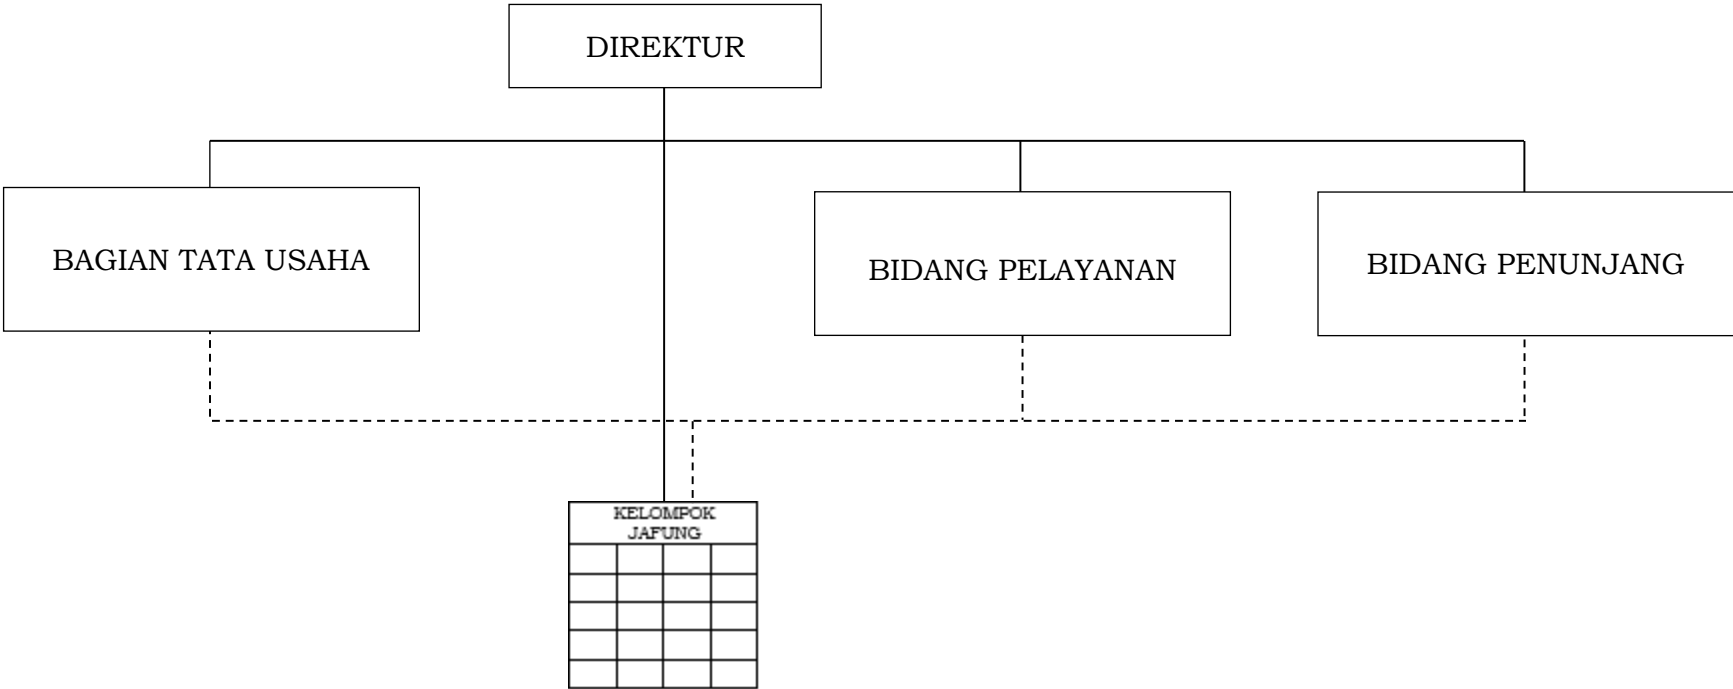 DIREKTUR
BAGIAN TATA USAHA
BIDANG PELAYANAN
BIDANG PENUNJANG
KELOMPOK
JAFUNG